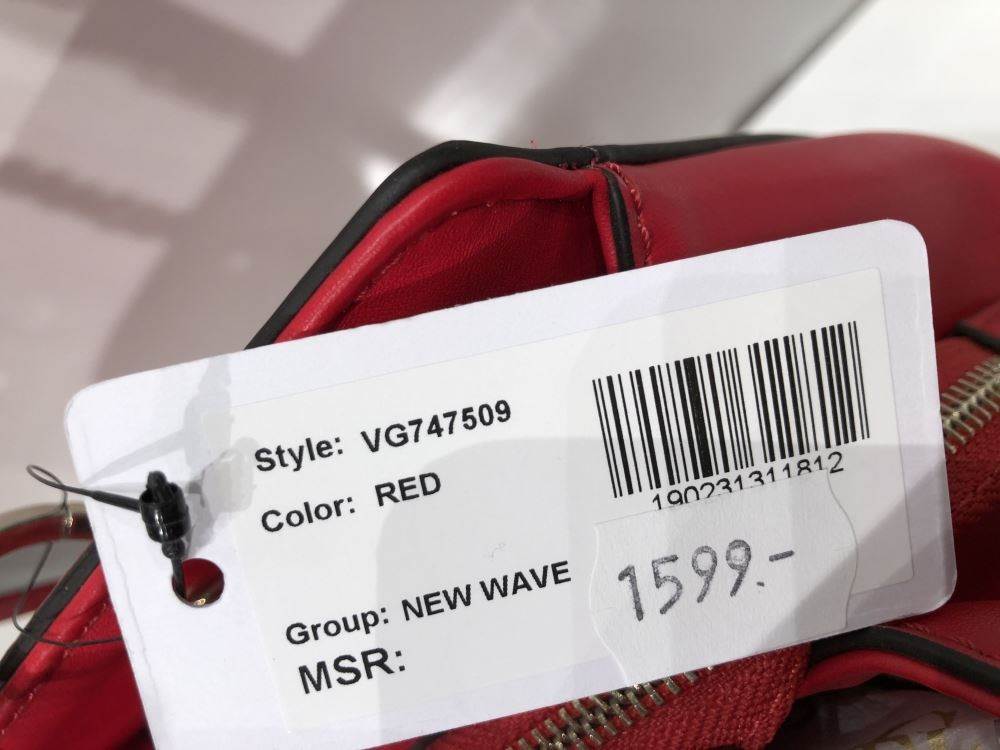 Style: VG747509
Color: RED
190231311812
Group: NEW WAVE
1599.-
MSR: